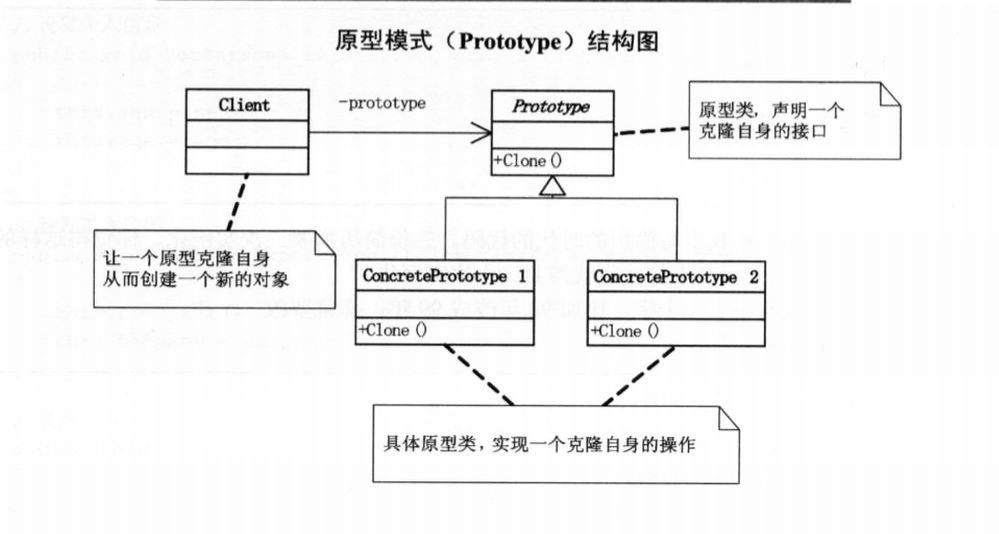 原型模式（Prototype）结构图
Client
-prototype
Prototype
+Clone()
原型类，声明一个
克隆自身的接口
让一个原型克隆自身
从而创建一个新的对象
ConcretePrototype 1
+Clone()
ConcretePrototype 2
+Clone()
具体原型类，实现一个克隆自身的操作